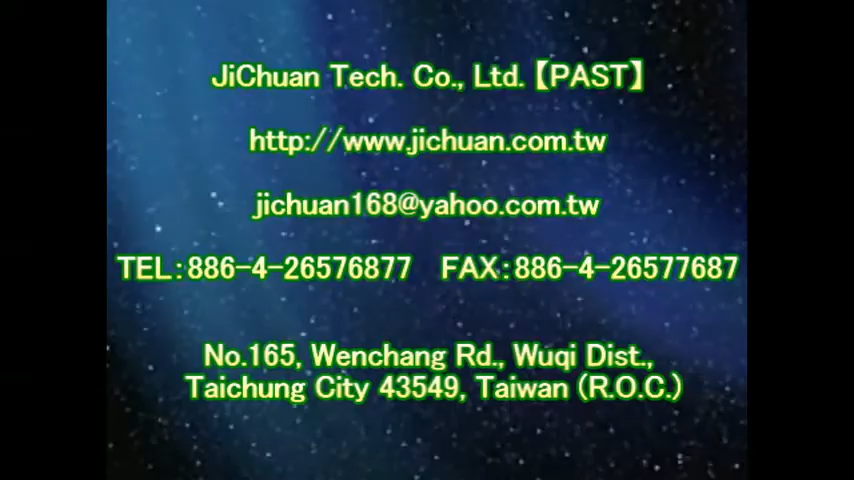 JiChuan Tech. Co., Ltd.【PAST】
http://www.jichuan.com.tw
jichuan168@yahoo.com.tw
TEL:886-4-26576877 FAX:886-4-26577687
No.165, Wenchang Rd., Wuqi Dist.,
Taichung City 43549, Taiwan (R.O.C.)